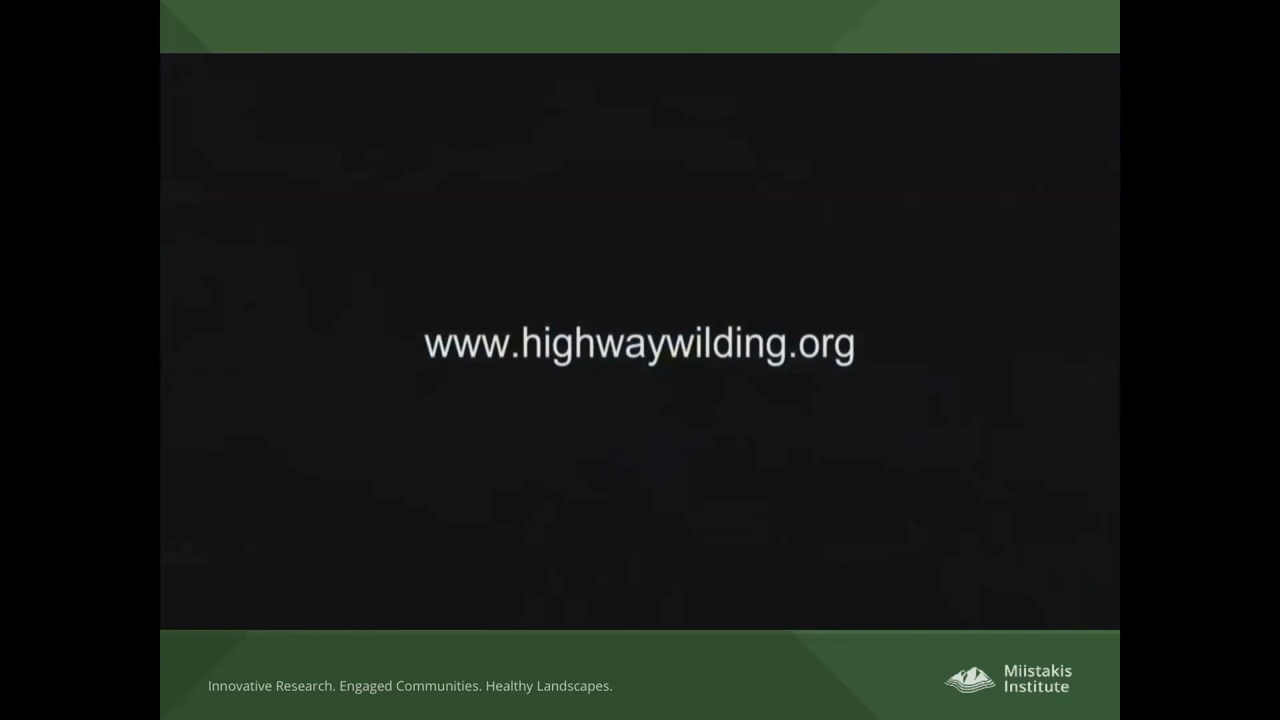 www.highwaywilding.org
Innovative Research. Engaged Communities. Healthy Landscapes.
Miistakis
Institute